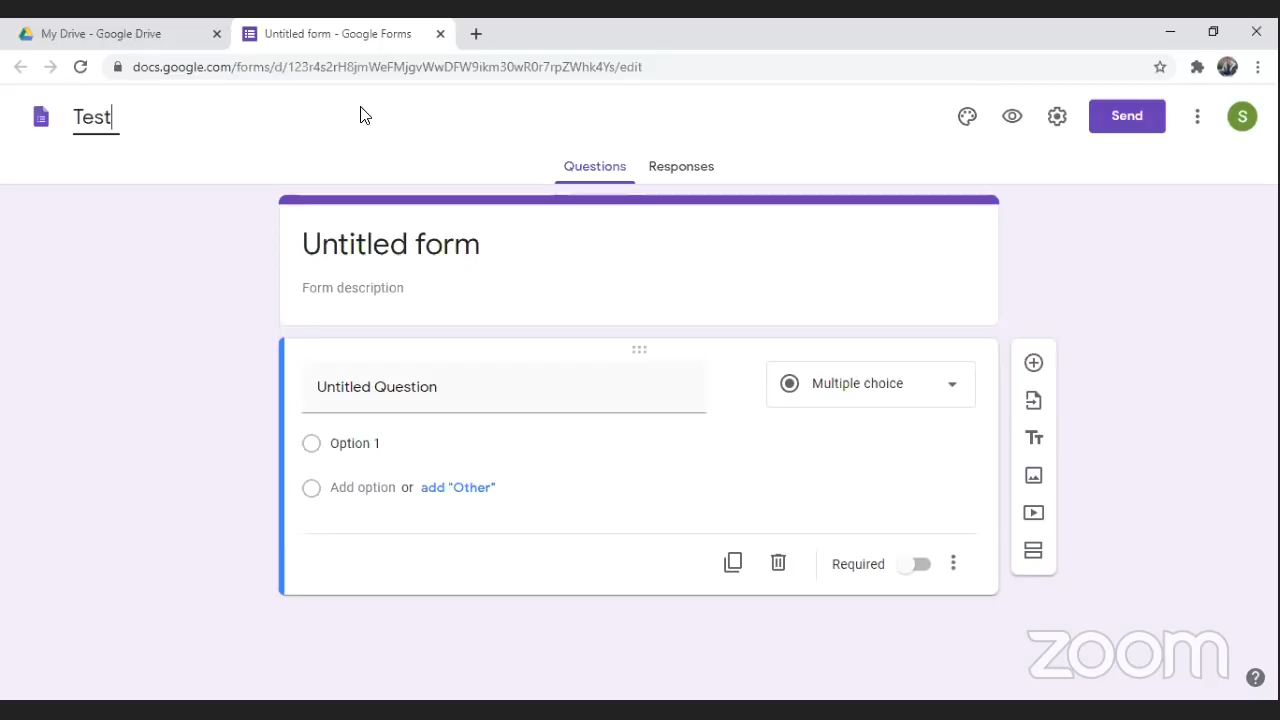 My Drive - Google Drive
Untitled form - Google Forms
docs.google.com/forms/d/123r4s2rH8jmWeFMjgvWwDFW9ikm30wR0r7rpZWhk4Ys/edit
Test
Send
S
Questions
Responses
Untitled form
Form description
Untitled Question
Multiple choice
Option 1
Add option or add "Other"
Required
zoom